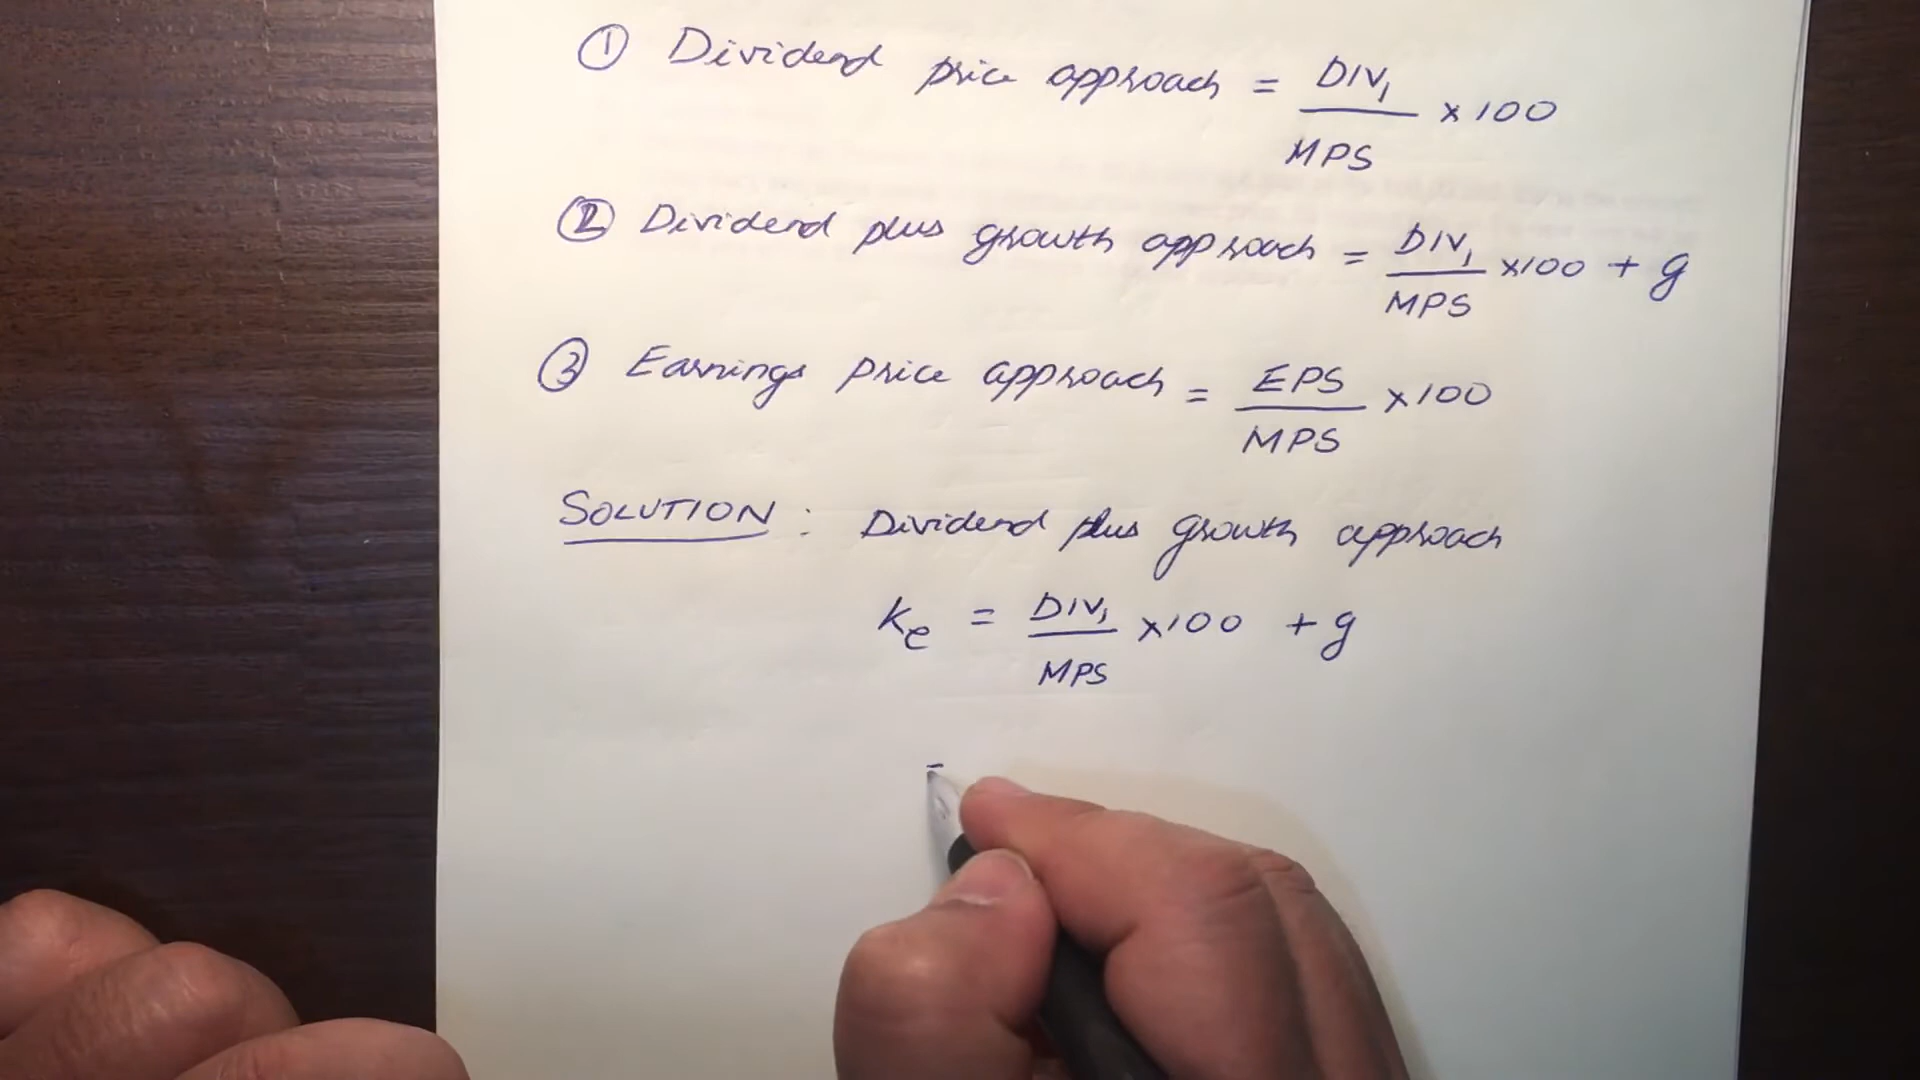 ① Dividend price approach = DIV₁ / MPS × 100
② Dividend plus growth approach = DIV₁ / MPS × 100 + g
③ Earnings price approach = EPS / MPS × 100
SOLUTION : Dividend plus growth approach
Ke = DIV₁ / MPS × 100 + g
=